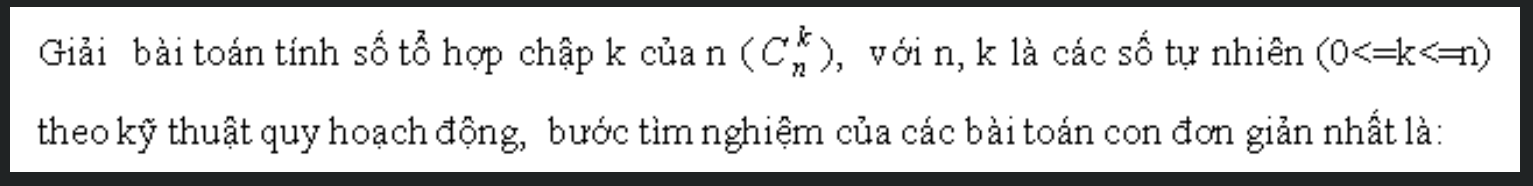 Giải bài toán tính số tổ hợp chập k của n ( C_n^k ), với n, k là các số tự nhiên (0<=k<=n)
theo kỹ thuật quy hoạch động, bước tìm nghiệm của các bài toán con đơn giản nhất là: